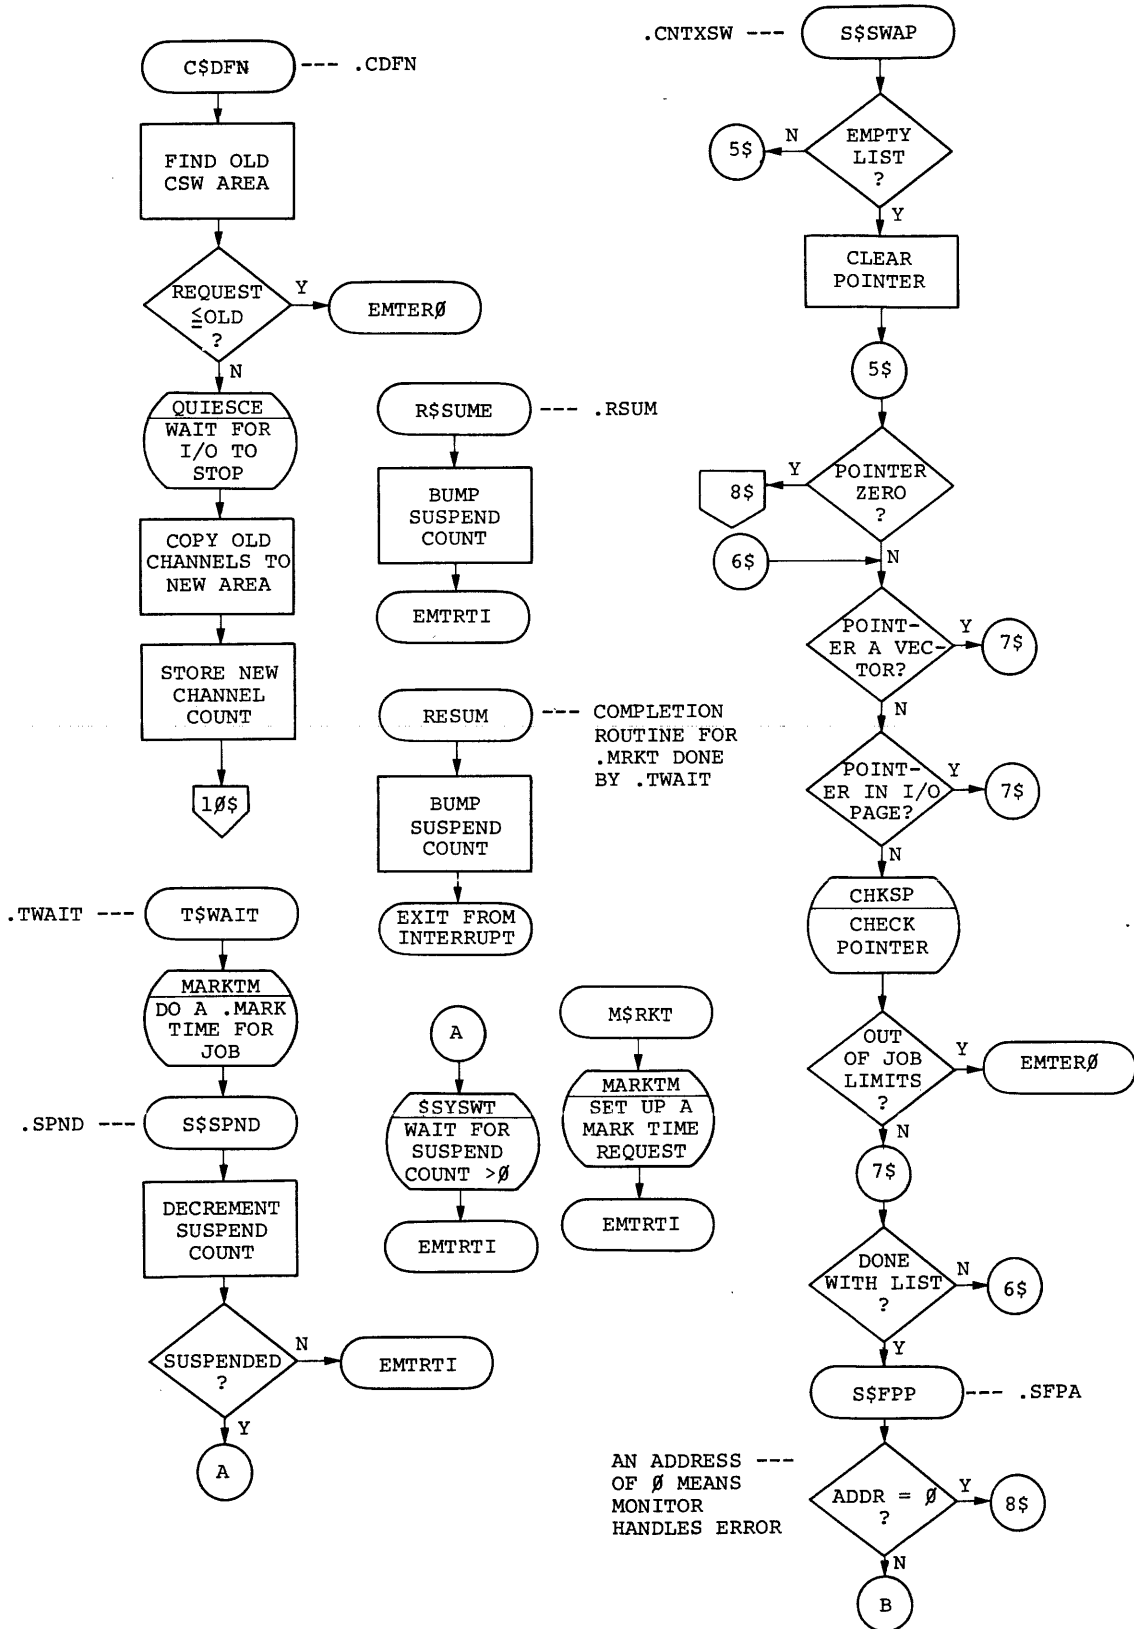 C$DFN --- .CDFN
FIND OLD
CSW AREA
REQUEST
≤OLD
?
Y
EMTERØ
N
QUIESCE
WAIT FOR
I/O TO
STOP
COPY OLD
CHANNELS TO
NEW AREA
STORE NEW
CHANNEL
COUNT
1Ø$
.TWAIT --- T$WAIT
MARKTM
DO A .MARK
TIME FOR
JOB
.SPND --- S$SPND
DECREMENT
SUSPEND
COUNT
SUSPENDED
?
N
EMTRTI
Y
A
R$SUME --- .RSUM
BUMP
SUSPEND
COUNT
EMTRTI
RESUM --- COMPLETION
ROUTINE FOR
.MRKT DONE
BY .TWAIT
BUMP
SUSPEND
COUNT
EXIT FROM
INTERRUPT
A
$SYSWT
WAIT FOR
SUSPEND
COUNT >Ø
EMTRTI
M$RKT
MARKTM
SET UP A
MARK TIME
REQUEST
EMTRTI
.CNTXSW --- S$SWAP
EMPTY
LIST
?
N
5$
Y
CLEAR
POINTER
5$
POINTER
ZERO
?
Y
8$
N
6$
POINT-
ER A VEC-
TOR?
Y
7$
N
POINT-
ER IN I/O
PAGE?
Y
7$
N
CHKSP
CHECK
POINTER
OUT
OF JOB
LIMITS
?
Y
EMTERØ
N
7$
DONE
WITH LIST
?
N
6$
Y
S$FPP --- .SFPA
AN ADDRESS ---
OF Ø MEANS
MONITOR
HANDLES ERROR
ADDR = Ø
?
Y
8$
N
B